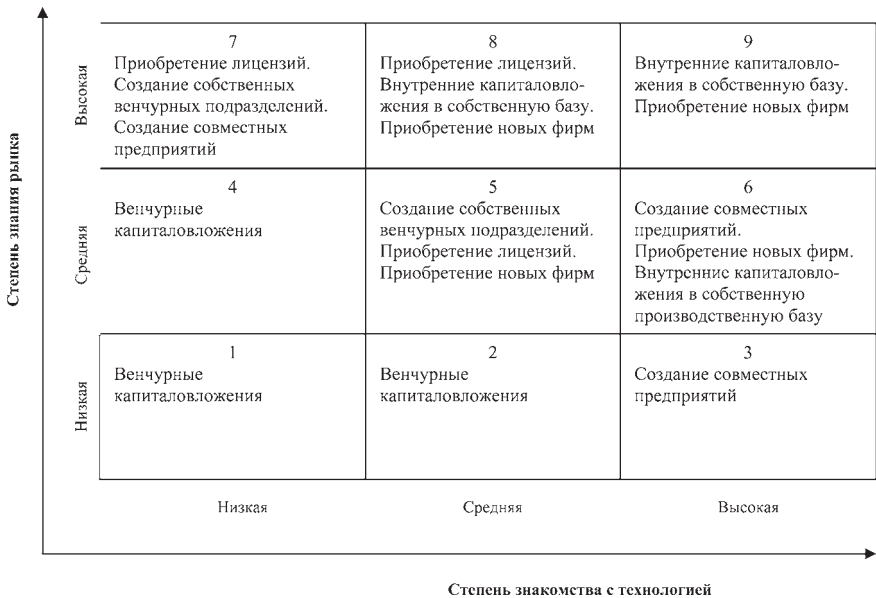 Степень знания рынка
Высокая
7
Приобретение лицензий.
Создание собственных
венчурных подразделений.
Создание совместных
предприятий
8
Приобретение лицензий.
Внутренние капиталовло-
жения в собственную базу.
Приобретение новых фирм
9
Внутренние капиталовло-
жения в собственную базу.
Приобретение новых фирм
Средняя
4
Венчурные
капиталовложения
5
Создание собственных
венчурных подразделений.
Приобретение лицензий.
Приобретение новых фирм
6
Создание совместных
предприятий.
Приобретение новых фирм.
Внутренние капиталовло-
жения в собственную
производственную базу
Низкая
1
Венчурные
капиталовложения
2
Венчурные
капиталовложения
3
Создание совместных
предприятий
Низкая
Средняя
Высокая
Степень знакомства с технологией